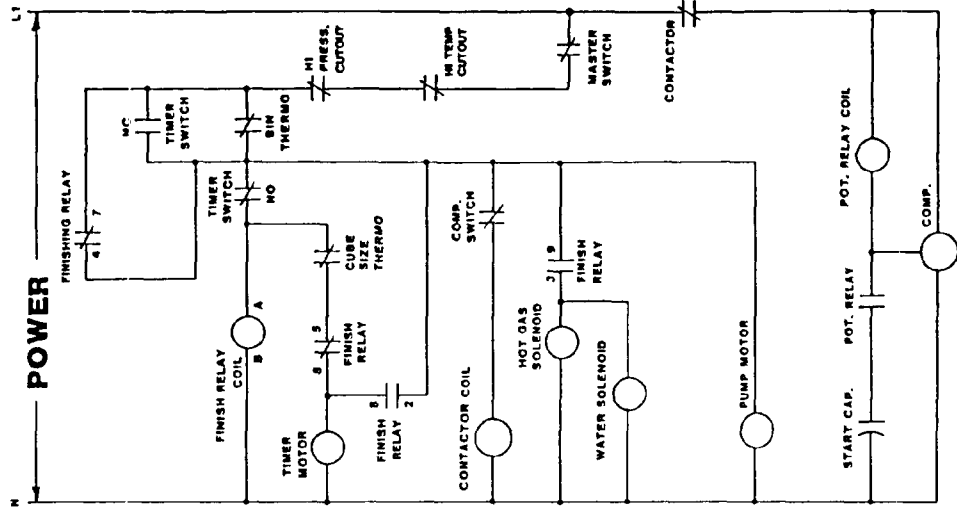 L1
POWER
N
FINISHING RELAY
4 7
NC
TIMER
SWITCH
TIMER
SWITCH
NO
BIN
THERMO
HI
PRESS.
CUTOUT
HI TEMP
CUTOUT
MASTER
SWITCH
CONTACTOR
FINISH RELAY
COIL
B A
CUBE
SIZE
THERMO
8 5
FINISH
RELAY
TIMER
MOTOR
8
2
FINISH
RELAY
COMP.
SWITCH
CONTACTOR COIL
3 9
FINISH
RELAY
HOT GAS
SOLENOID
WATER SOLENOID
PUMP MOTOR
START CAP.
POT. RELAY
POT. RELAY COIL
COMP.